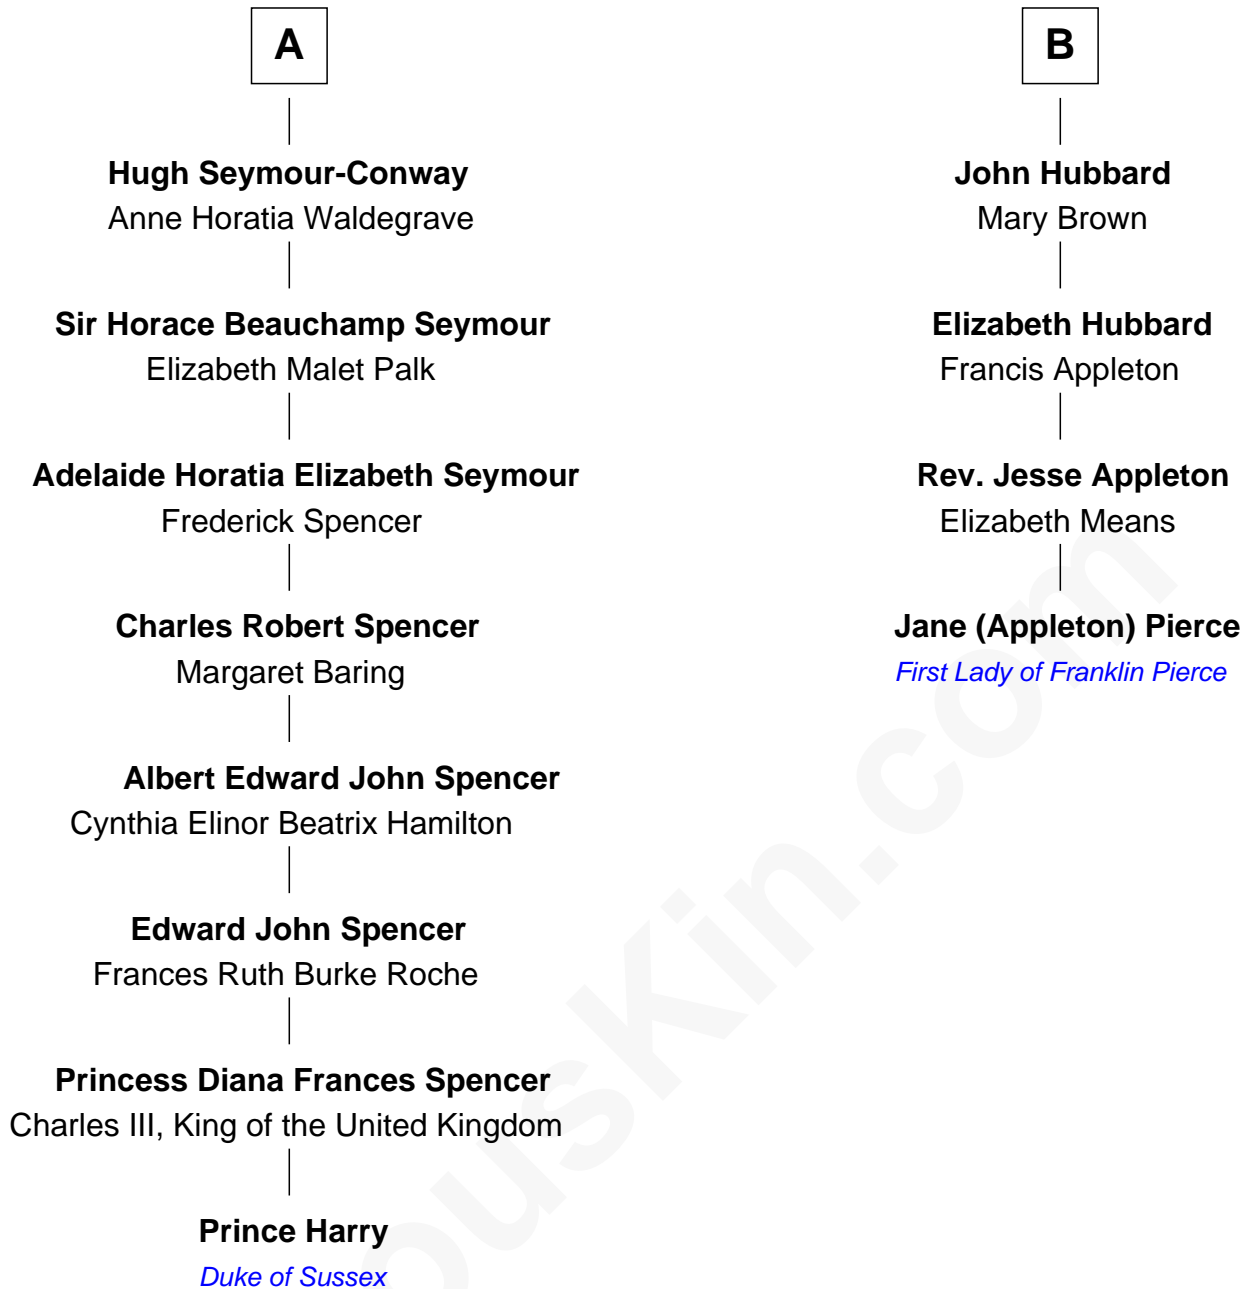 A
Hugh Seymour-Conway
Anne Horatia Waldegrave
Sir Horace Beauchamp Seymour
Elizabeth Malet Palk
Adelaide Horatia Elizabeth Seymour
Frederick Spencer
Charles Robert Spencer
Margaret Baring
Albert Edward John Spencer
Cynthia Elinor Beatrix Hamilton
Edward John Spencer
Frances Ruth Burke Roche
Princess Diana Frances Spencer
Charles III, King of the United Kingdom
Prince Harry
Duke of Sussex
B
John Hubbard
Mary Brown
Elizabeth Hubbard
Francis Appleton
Rev. Jesse Appleton
Elizabeth Means
Jane (Appleton) Pierce
First Lady of Franklin Pierce
ousKin.com